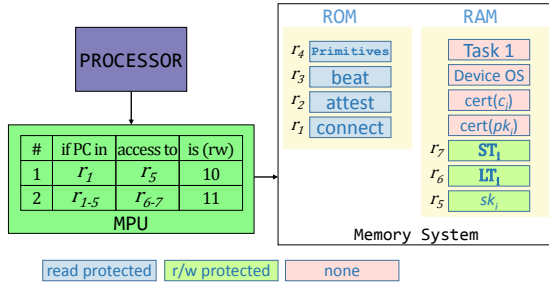 PROCESSOR
# if PC in access to is (rw)
1 r1 r5 10
2 r1-5 r6-7 11
MPU
ROM
r4 Primitives
r3 beat
r2 attest
r1 connect
RAM
Task 1
Device OS
cert(ci)
cert(pki)
r7 STi
r6 LTi
r5 ski
Memory System
read protected
r/w protected
none